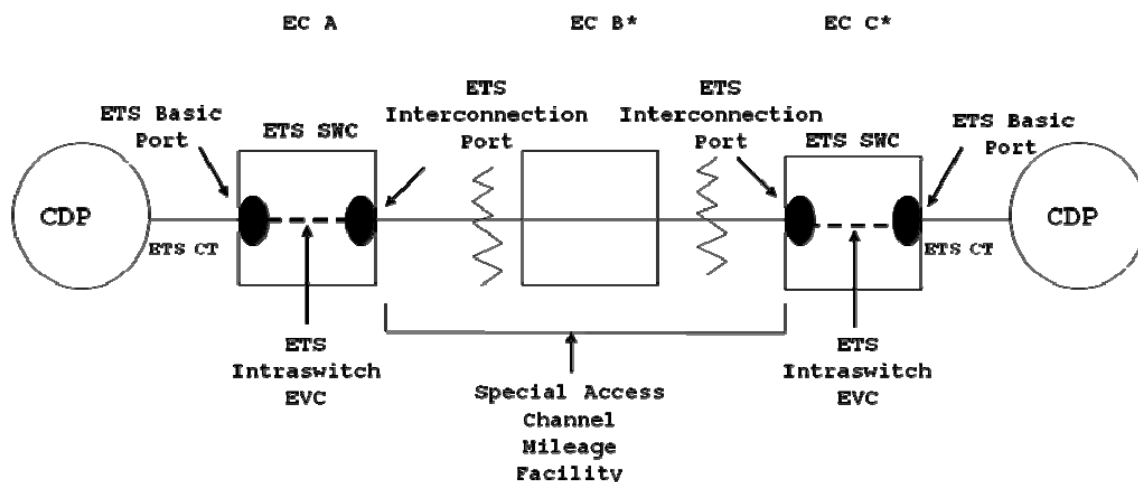 EC A
EC B*
EC C*
ETS Basic
Port
ETS SWC
ETS
Interconnection
Port
ETS
Interconnection
Port
ETS SWC
ETS Basic
Port
CDP
ETS CT
ETS CT
CDP
ETS
Intraswitch
EVC
Special Access
Channel
Mileage
Facility
ETS
Intraswitch
EVC